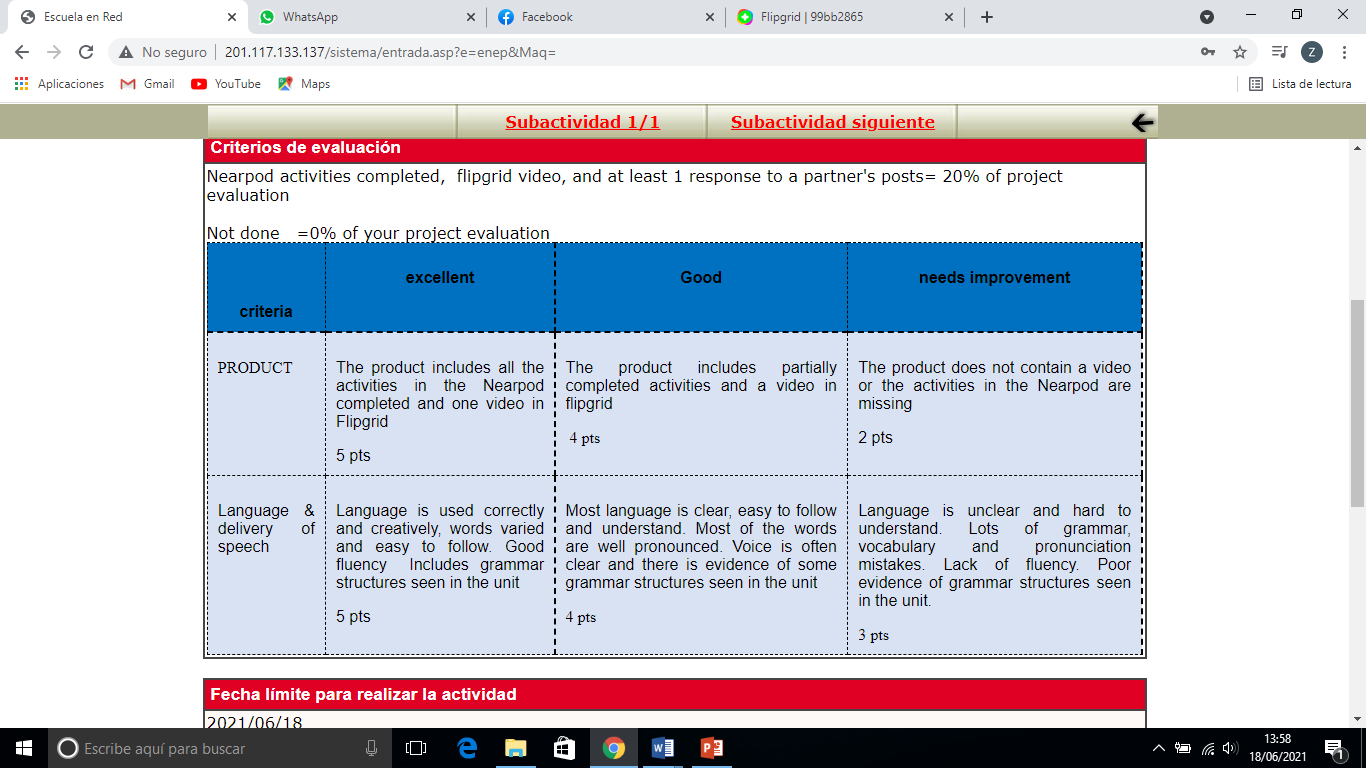 Escuela en Red
WhatsApp
Facebook
Flipgrid | 99bb2865
No seguro
201.117.133.137/sistema/entrada.asp?e=enep&Maq=
Z
Aplicaciones
Gmail
YouTube
Maps
Lista de lectura
Subactividad 1/1
Subactividad siguiente
Criterios de evaluación
Nearpod activities completed,  flipgrid video, and at least 1 response to a partner's posts= 20% of project
evaluation
Not done   =0% of your project evaluation
criteria
excellent
Good
needs improvement
PRODUCT
The product includes all the
activities in the Nearpod
completed and one video in
Flipgrid
5 pts
The product includes partially
completed activities and a video in
flipgrid
4 pts
The product does not contain a video
or the activities in the Nearpod are
missing
2 pts
Language &
delivery of
speech
Language is used correctly
and creatively, words varied
and easy to follow. Good
fluency  Includes grammar
structures seen in the unit
5 pts
Most language is clear, easy to follow
and understand. Most of the words
are well pronounced. Voice is often
clear and there is evidence of some
grammar structures seen in the unit
4 pts
Language is unclear and hard to
understand. Lots of grammar,
vocabulary and pronunciation
mistakes. Lack of fluency. Poor
evidence of grammar structures seen
in the unit.
3 pts
Fecha límite para realizar la actividad
2021/06/18
Escribe aquí para buscar
13:58
18/06/2021
1